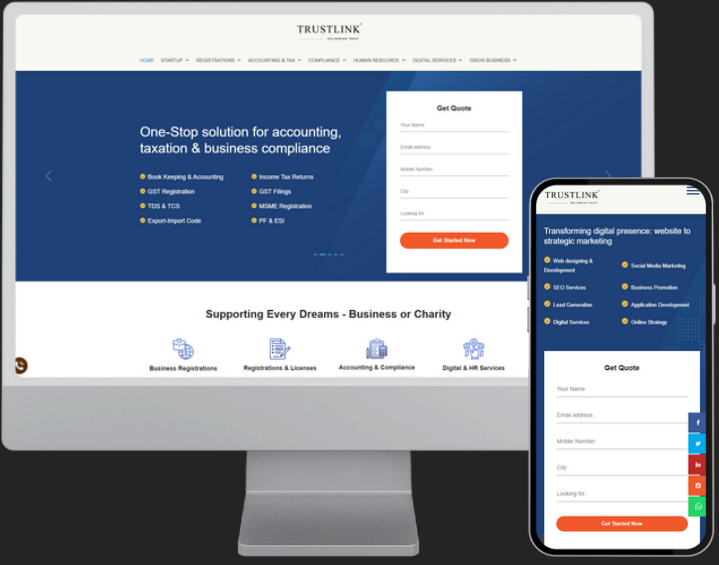 TRUSTLINK
DELIVERING TRUST
HOME STARTUP REGISTRATIONS ACCOUNTING & TAX COMPLIANCE HUMAN RESOURCE DIGITAL SERVICES GROW BUSINESS
One-Stop solution for accounting,
taxation & business compliance
Book Keeping & Accounting Income Tax Returns
GST Registration GST Filings
TDS & TCS MSME Registration
Export-Import Code PF & ESI
Get Quote
Your Name
Email address
Mobile Number
City
Looking for
Get Started Now
Supporting Every Dreams - Business or Charity
Business Registrations Registrations & Licenses Accounting & Compliance Digital & HR Services
TRUSTLINK
DELIVERING TRUST
Transforming digital presence: website to
strategic marketing
Web designing &
Development
Social Media Marketing
SEO Services Business Promotion
Lead Generation Application Development
Digital Services Online Strategy
Get Quote
Your Name
Email address
Mobile Number
City
Looking for
Get Started Now